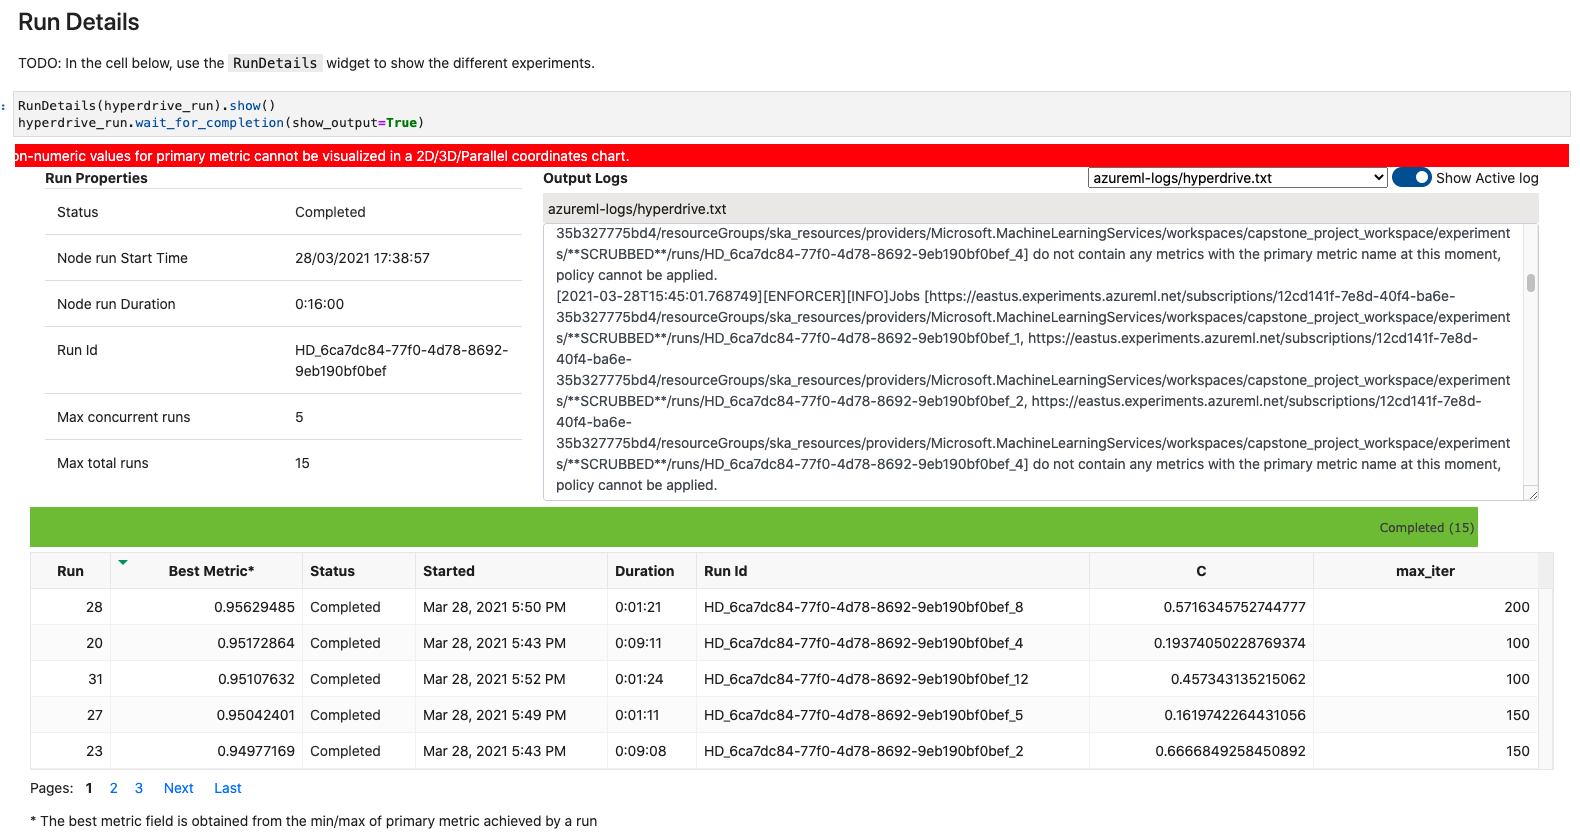 Run Details
TODO: In the cell below, use the RunDetails widget to show the different experiments.
:
RunDetails(hyperdrive_run).show()
hyperdrive_run.wait_for_completion(show_output=True)
on-numeric values for primary metric cannot be visualized in a 2D/3D/Parallel coordinates chart.
Run Properties
Status Completed
Node run Start Time 28/03/2021 17:38:57
Node run Duration 0:16:00
Run Id HD_6ca7dc84-77f0-4d78-8692-
9eb190bf0bef
Max concurrent runs 5
Max total runs 15
Output Logs azureml-logs/hyperdrive.txt Show Active log
azureml-logs/hyperdrive.txt
35b327775bd4/resourceGroups/ska_resources/providers/Microsoft.MachineLearningServices/workspaces/capstone_project_workspace/experiment
s/**SCRUBBED**/runs/HD_6ca7dc84-77f0-4d78-8692-9eb190bf0bef_4] do not contain any metrics with the primary metric name at this moment,
policy cannot be applied.
[2021-03-28T15:45:01.768749][ENFORCER][INFO]Jobs [https://eastus.experiments.azureml.net/subscriptions/12cd141f-7e8d-40f4-ba6e-
35b327775bd4/resourceGroups/ska_resources/providers/Microsoft.MachineLearningServices/workspaces/capstone_project_workspace/experiment
s/**SCRUBBED**/runs/HD_6ca7dc84-77f0-4d78-8692-9eb190bf0bef_1, https://eastus.experiments.azureml.net/subscriptions/12cd141f-7e8d-
40f4-ba6e-
35b327775bd4/resourceGroups/ska_resources/providers/Microsoft.MachineLearningServices/workspaces/capstone_project_workspace/experiment
s/**SCRUBBED**/runs/HD_6ca7dc84-77f0-4d78-8692-9eb190bf0bef_2, https://eastus.experiments.azureml.net/subscriptions/12cd141f-7e8d-
40f4-ba6e-
35b327775bd4/resourceGroups/ska_resources/providers/Microsoft.MachineLearningServices/workspaces/capstone_project_workspace/experiment
s/**SCRUBBED**/runs/HD_6ca7dc84-77f0-4d78-8692-9eb190bf0bef_4] do not contain any metrics with the primary metric name at this moment,
policy cannot be applied.
Completed (15)
Run Best Metric* Status Started Duration Run Id C max_iter
28 0.95629485 Completed Mar 28, 2021 5:50 PM 0:01:21 HD_6ca7dc84-77f0-4d78-8692-9eb190bf0bef_8 0.5716345752744777 200
20 0.95172864 Completed Mar 28, 2021 5:43 PM 0:09:11 HD_6ca7dc84-77f0-4d78-8692-9eb190bf0bef_4 0.19374050228769374 100
31 0.95107632 Completed Mar 28, 2021 5:52 PM 0:01:24 HD_6ca7dc84-77f0-4d78-8692-9eb190bf0bef_12 0.457343135215062 100
27 0.95042401 Completed Mar 28, 2021 5:49 PM 0:01:11 HD_6ca7dc84-77f0-4d78-8692-9eb190bf0bef_5 0.1619742264431056 150
23 0.94977169 Completed Mar 28, 2021 5:43 PM 0:09:08 HD_6ca7dc84-77f0-4d78-8692-9eb190bf0bef_2 0.6666849258450892 150
Pages: 1 2 3 Next Last
* The best metric field is obtained from the min/max of primary metric achieved by a run